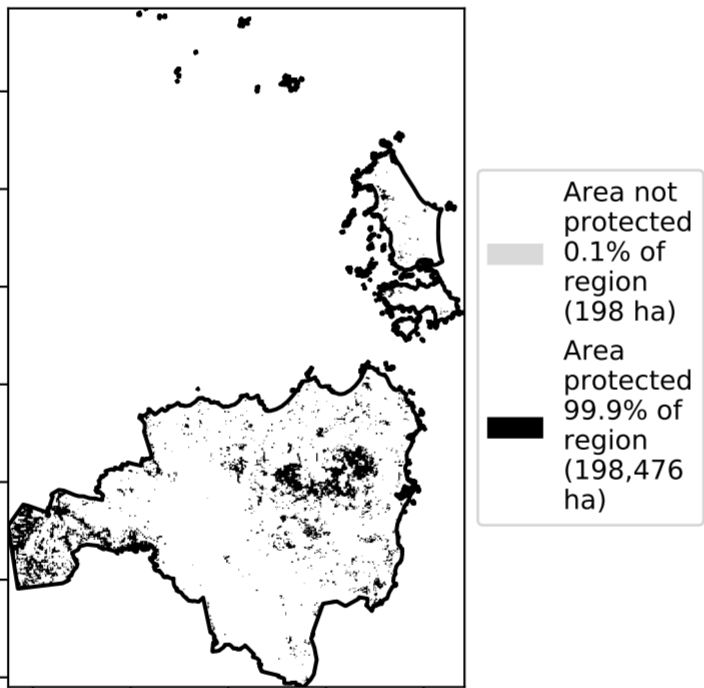 Area not
protected
0.1% of
region
(198 ha)
Area
protected
99.9% of
region
(198,476
ha)